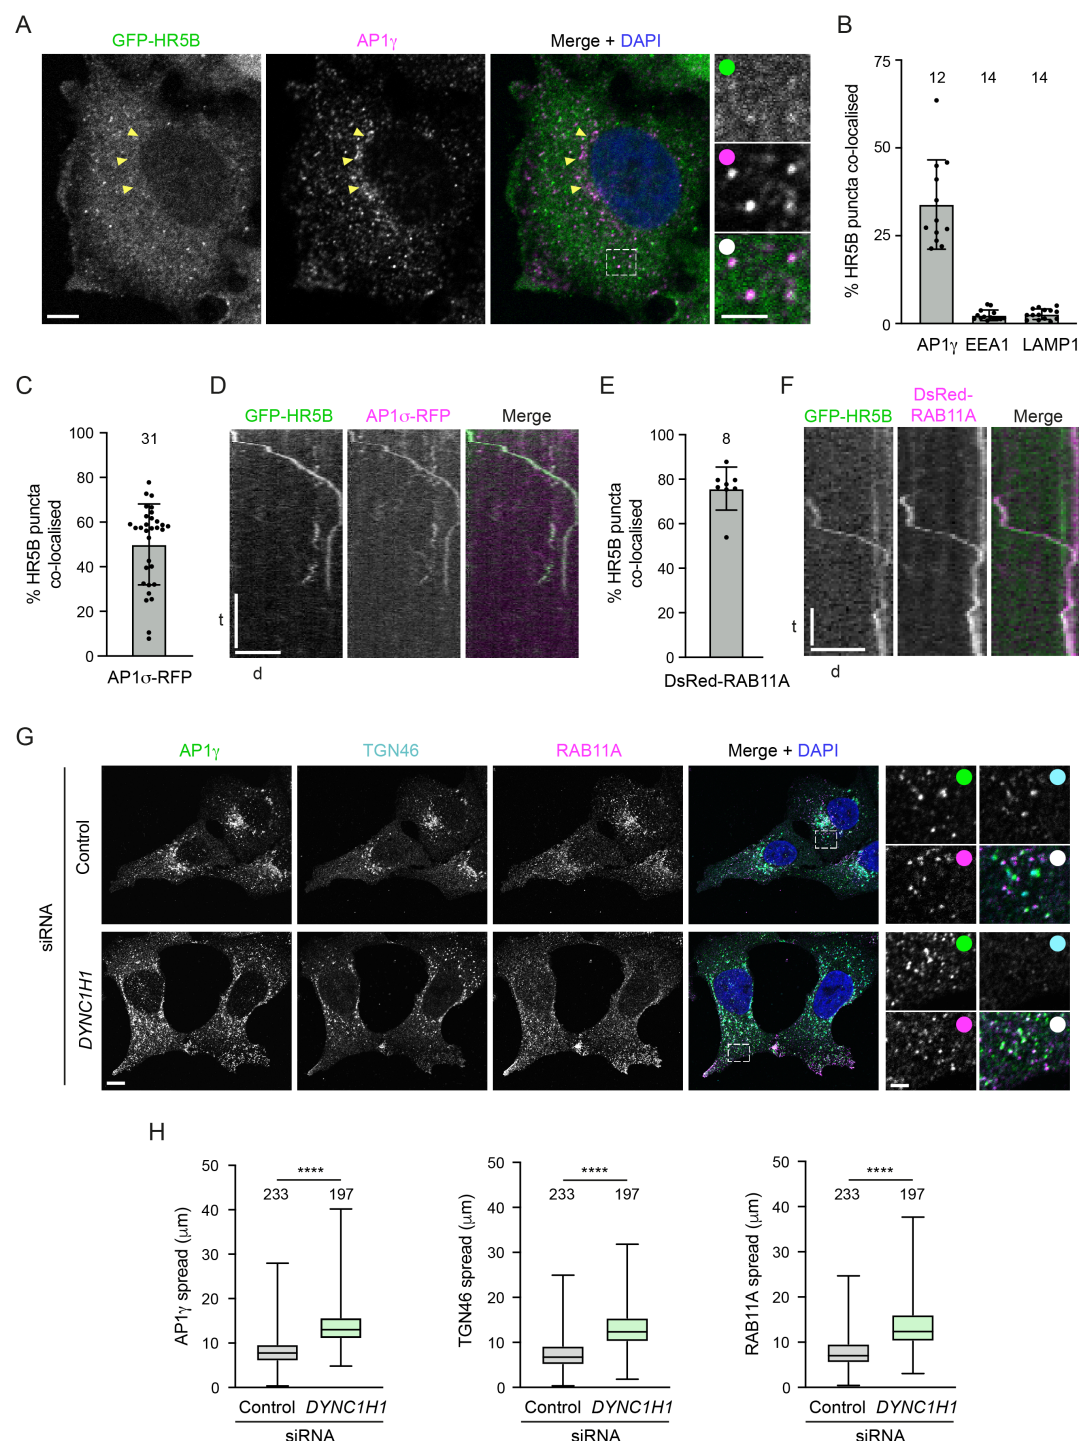 A
GFP-HR5B
AP1γ
Merge + DAPI
B
% HR5B puncta co-localised
75
50
25
0
12
14
14
AP1γ
EEA1
LAMP1
C
% HR5B puncta
co-localised
100
80
60
40
20
0
31
AP1σ-RFP
D
GFP-HR5B
AP1σ-RFP
Merge
t
d
E
% HR5B puncta
co-localised
100
80
60
40
20
0
8
DsRed-RAB11A
F
GFP-HR5B
DsRed-
RAB11A
Merge
t
d
G
AP1γ
TGN46
RAB11A
Merge + DAPI
siRNA
Control
DYNC1H1
H
AP1γ spread (μm)
50
40
30
20
10
0
****
233
197
Control
DYNC1H1
siRNA
TGN46 spread (μm)
50
40
30
20
10
0
****
233
197
Control
DYNC1H1
siRNA
RAB11A spread (μm)
50
40
30
20
10
0
****
233
197
Control
DYNC1H1
siRNA